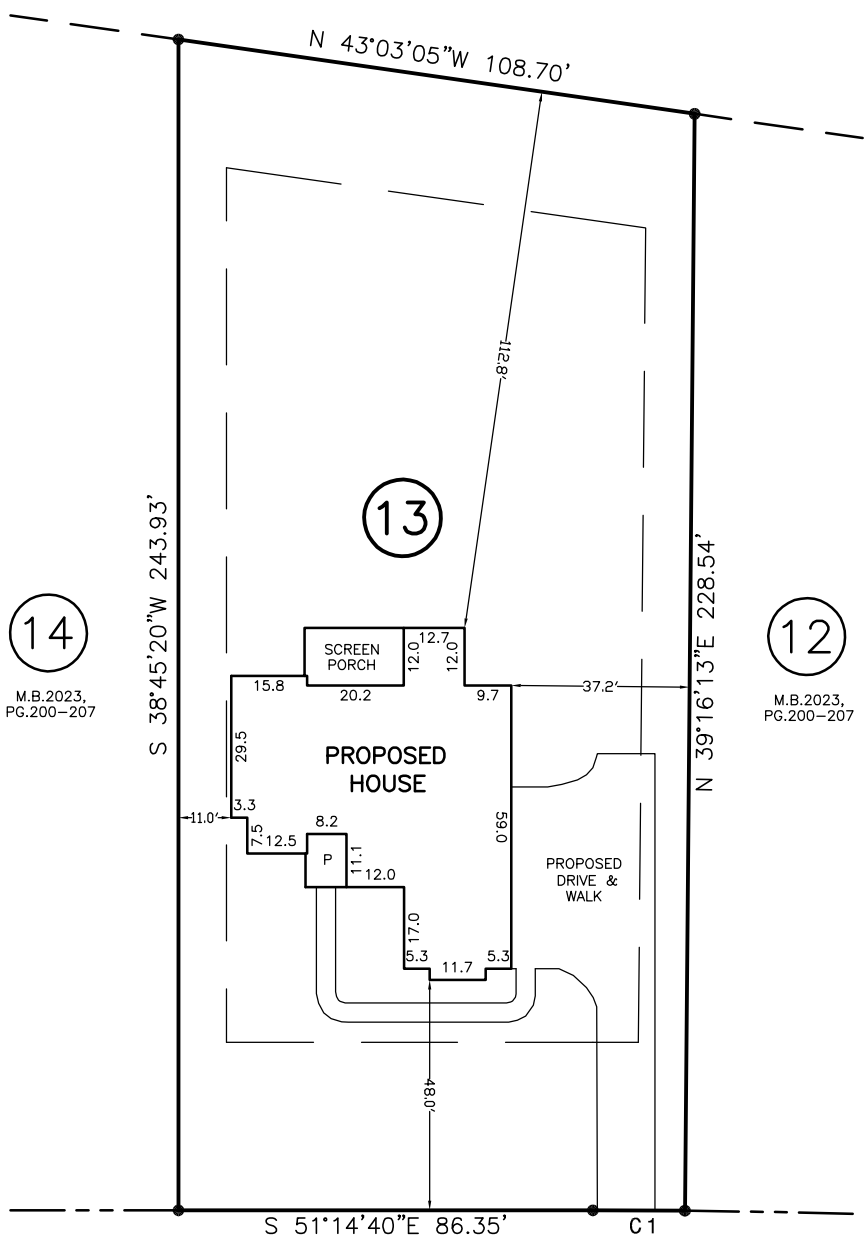 N 43°03'05"W 108.70'
112.8'
13
S 38°45'20"W 243.93'
N 39°16'13"E 228.54'
14
M.B.2023,
PG.200-207
12
M.B.2023,
PG.200-207
SCREEN
PORCH
12.0
12.7
12.0
15.8
20.2
9.7
37.2'
29.5
PROPOSED
HOUSE
3.3
11.0'
7.5
12.5
8.2
P
11.1
12.0
59.0
PROPOSED
DRIVE &
WALK
17.0
5.3
11.7
5.3
48.0'
S 51°14'40"E 86.35'
C1